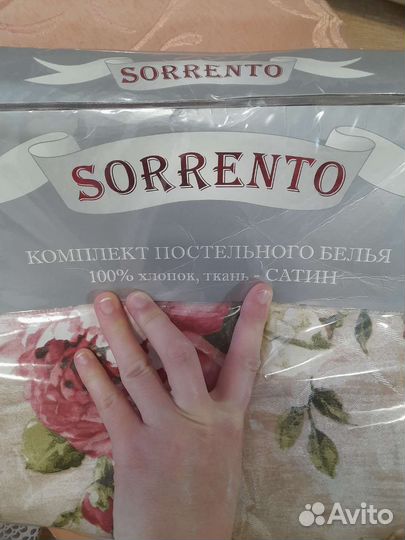 SORRENTO
SORRENTO
КОМПЛЕКТ ПОСТЕЛЬНОГО БЕЛЬЯ
100% хлопок, ткань - САТИН
Avito